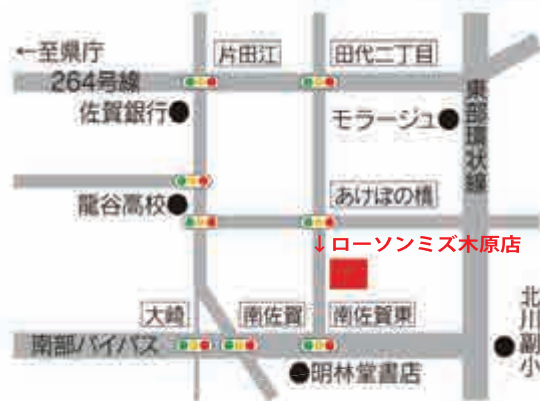 ←至県庁
片田江
田代二丁目
264号線
佐賀銀行
モラージュ
東部環状線
龍谷高校
あけぼの橋
↓ローソンミズ木原店
大崎
南佐賀
南佐賀東
北川副小
南部バイパス
明林堂書店